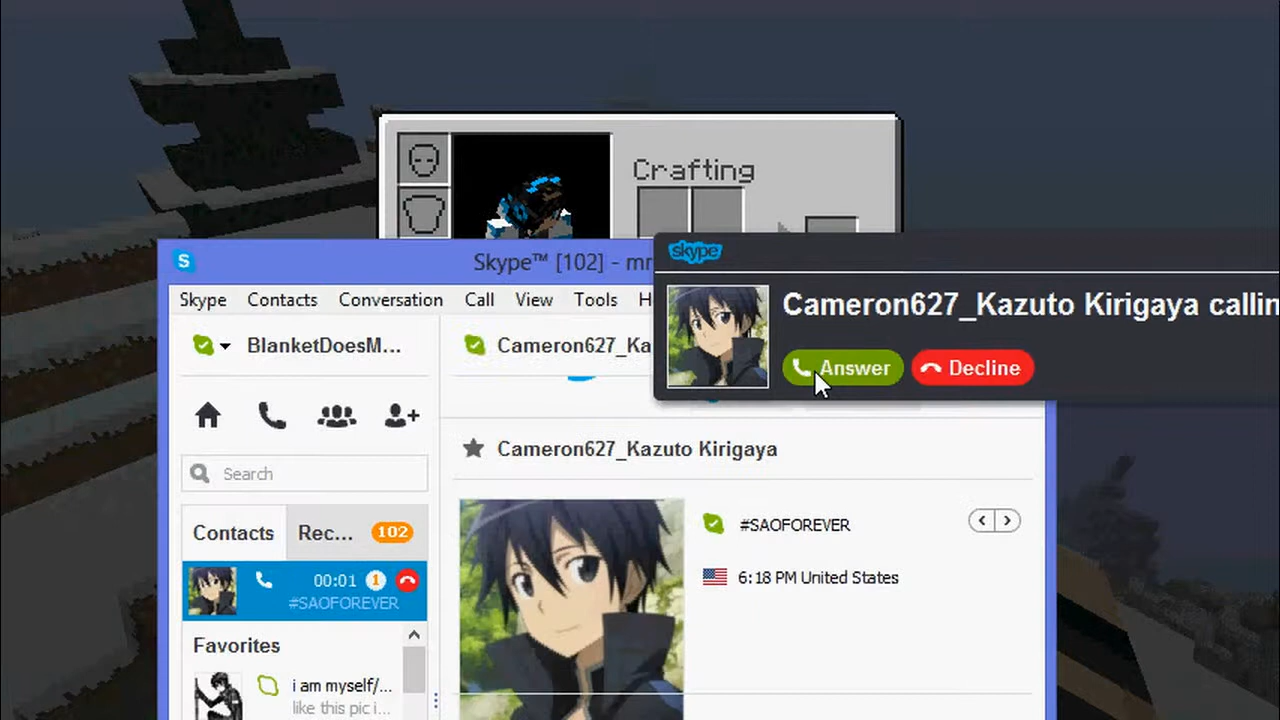 Crafting
skype
Cameron627_Kazuto Kirigaya callin
Answer
Decline
Skype™ [102] - mr
Skype Contacts Conversation Call View Tools H
BlanketDoesM...
Cameron627_Ka
Search
Contacts
Rec... 102
00:01 1
#SAOFOREVER
Favorites
i am myself/...
like this pic i...
Cameron627_Kazuto Kirigaya
#SAOFOREVER
6:18 PM United States